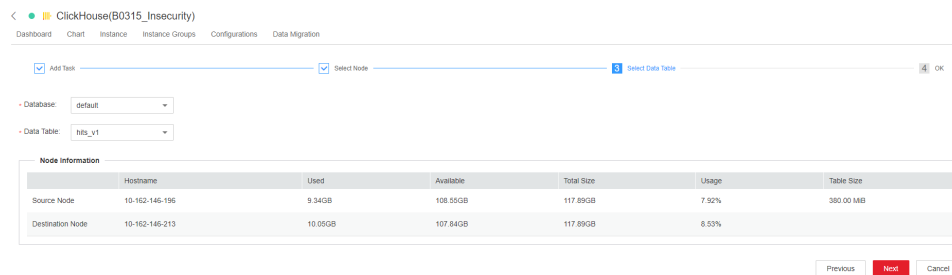 ClickHouse(B0315_Insecurity)
Dashboard Chart Instance Instance Groups Configurations Data Migration
Add Task Select Node 3 Select Data Table 4 OK
• Database: default
• Data Table: hits_v1
Node Information
Hostname Used Available Total Size Usage Table Size
Source Node 10-162-146-196 9.34GB 108.55GB 117.89GB 7.92% 380.00 MiB
Destination Node 10-162-146-213 10.05GB 107.84GB 117.89GB 8.53%
Previous Next Cancel